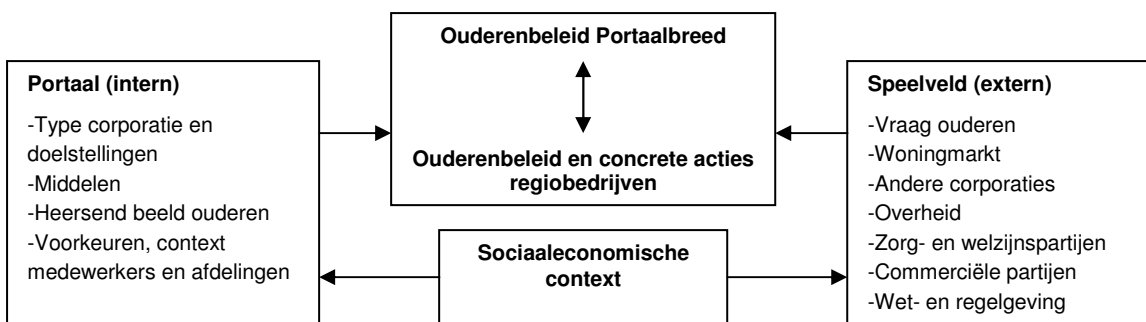 Ouderenbeleid Portaalbreed
Ouderenbeleid en concrete acties
regiobedrijven
Portaal (intern)
-Type corporatie en
doelstellingen
-Middelen
-Heersend beeld ouderen
-Voorkeuren, context
medewerkers en afdelingen
Sociaaleconomische
context
Speelveld (extern)
-Vraag ouderen
-Woningmarkt
-Andere corporaties
-Overheid
-Zorg- en welzijnspartijen
-Commerciële partijen
-Wet- en regelgeving